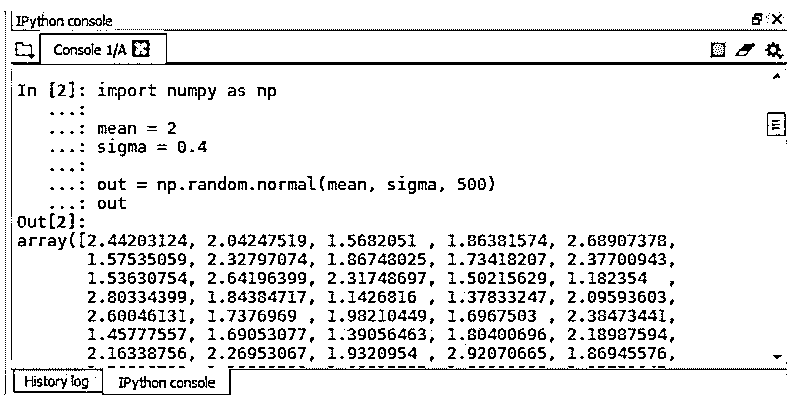 IPython console
Console 1/A
In [2]: import numpy as np
...:
...: mean = 2
...: sigma = 0.4
...:
...: out = np.random.normal(mean, sigma, 500)
...: out
Out[2]:
array([2.44203124, 2.04247519, 1.5682051 , 1.86381574, 2.68907378,
1.57535059, 2.32797074, 1.86748025, 1.73418207, 2.37700943,
1.53630754, 2.64196399, 2.31748697, 1.50215629, 1.182354 ,
2.80334399, 1.84384717, 1.1426816 , 1.37833247, 2.09593603,
2.60046131, 1.7376969 , 1.98210449, 1.6967503 , 2.38473441,
1.45777557, 1.69053077, 1.39056463, 1.80400696, 2.18987594,
2.16338756, 2.26953067, 1.9320954 , 2.92070665, 1.86945576,
History log
IPython console